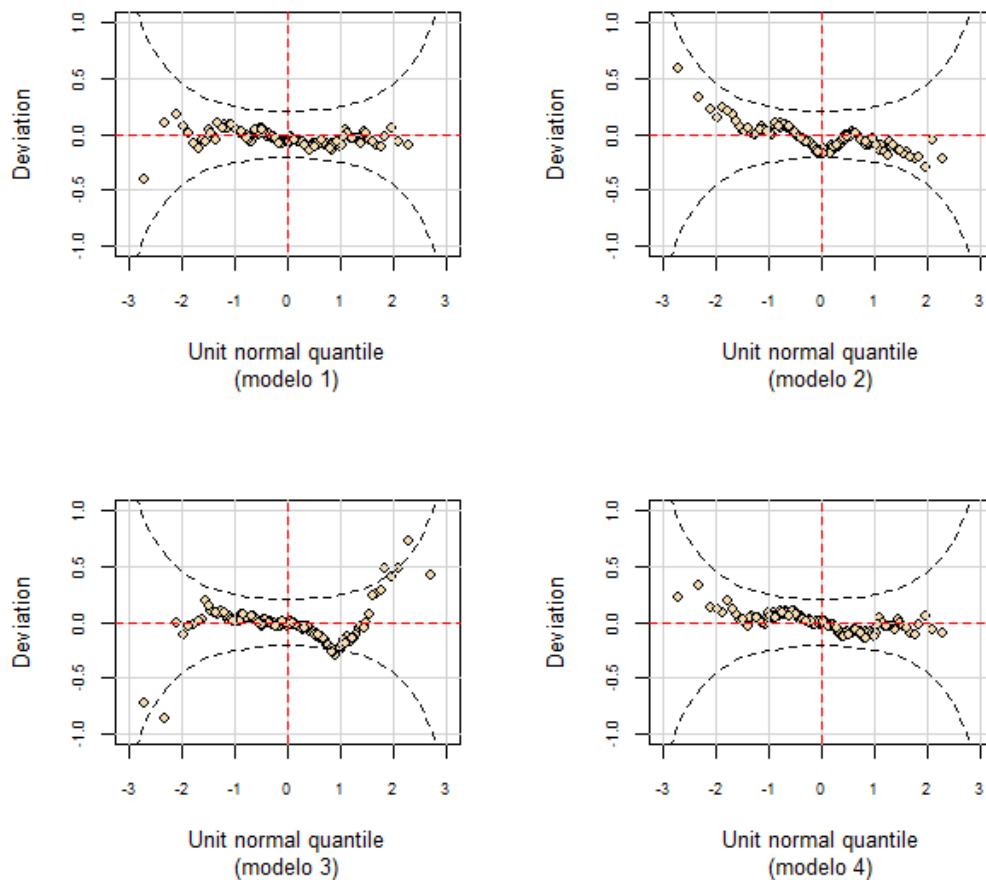 1.0
0.5
0.0
-0.5
-1.0
Deviation
-3 -2 -1 0 1 2 3
Unit normal quantile
(modelo 1)
1.0
0.5
0.0
-0.5
-1.0
Deviation
-3 -2 -1 0 1 2 3
Unit normal quantile
(modelo 2)
1.0
0.5
0.0
-0.5
-1.0
Deviation
-3 -2 -1 0 1 2 3
Unit normal quantile
(modelo 3)
1.0
0.5
0.0
-0.5
-1.0
Deviation
-3 -2 -1 0 1 2 3
Unit normal quantile
(modelo 4)